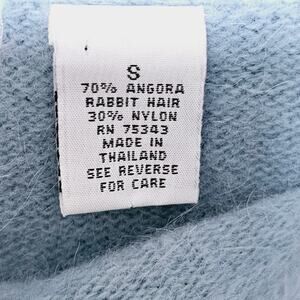 S
70% ANGORA
RABBIT HAIR
30% NYLON
RN 75343
MADE IN
THAILAND
SEE REVERSE
FOR CARE